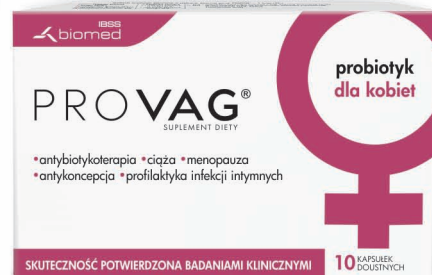 IBSS
biomed
PROVAG®
SUPLEMENT DIETY
probiotyk
dla kobiet
•antybiotykoterapia •ciąża •menopauza
•antykoncepcja •profilaktyka infekcji intymnych
SKUTECZNOŚĆ POTWIERDZONA BADANIAMI KLINICZNYMI
10 KAPSUŁEK
DOUSTNYCH